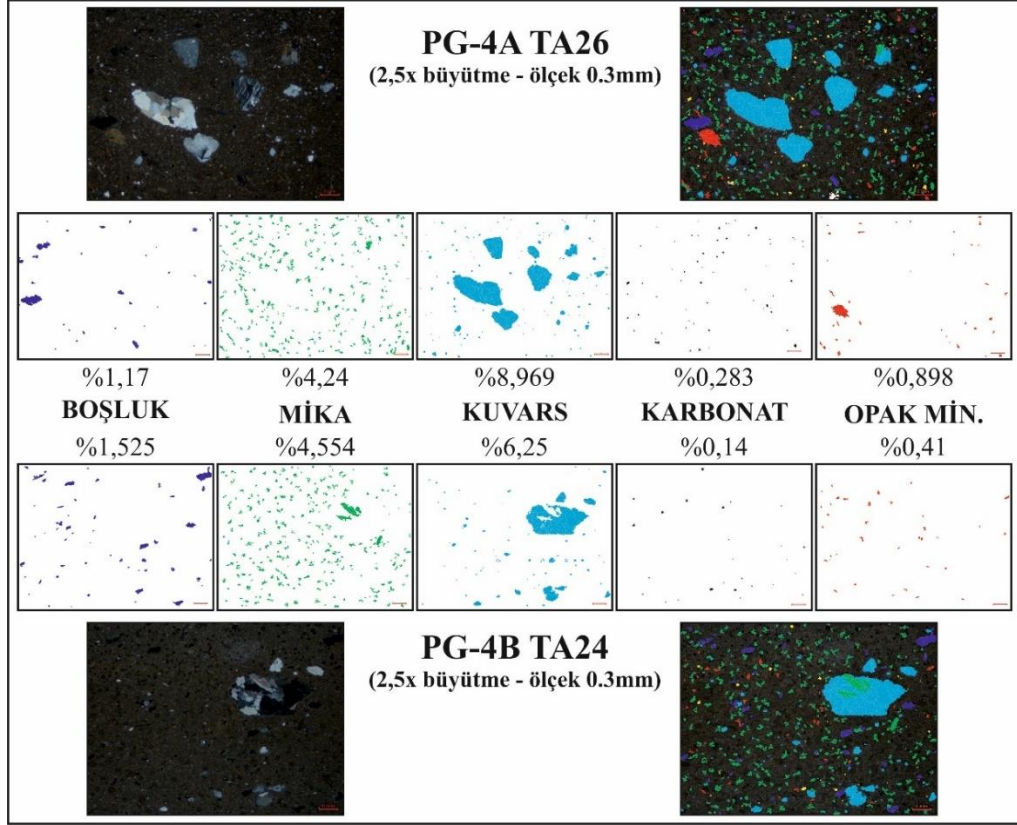 PG-4A TA26
(2,5x büyütme - ölçek 0.3mm)
%1,17 %4,24 %8,969 %0,283 %0,898
BOŞLUK MİKA KUVARS KARBONAT OPAK MİN.
%1,525 %4,554 %6,25 %0,14 %0,41
PG-4B TA24
(2,5x büyütme - ölçek 0.3mm)